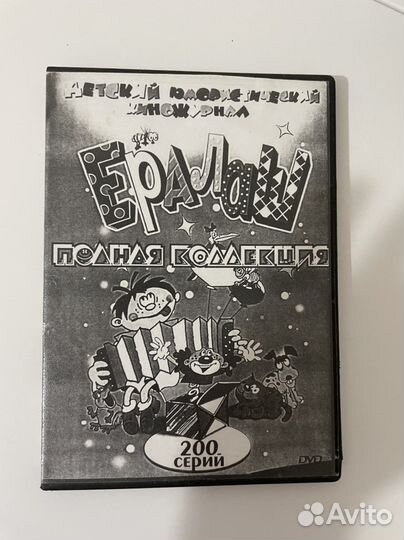 ДЕТСКИЙ ЮМОРИСТИЧЕСКИЙ
КИНОЖУРНАЛ
ЕРАЛАШ
ПОЛНАЯ КОЛЛЕКЦИЯ
200
СЕРИЙ
DVD
Avito